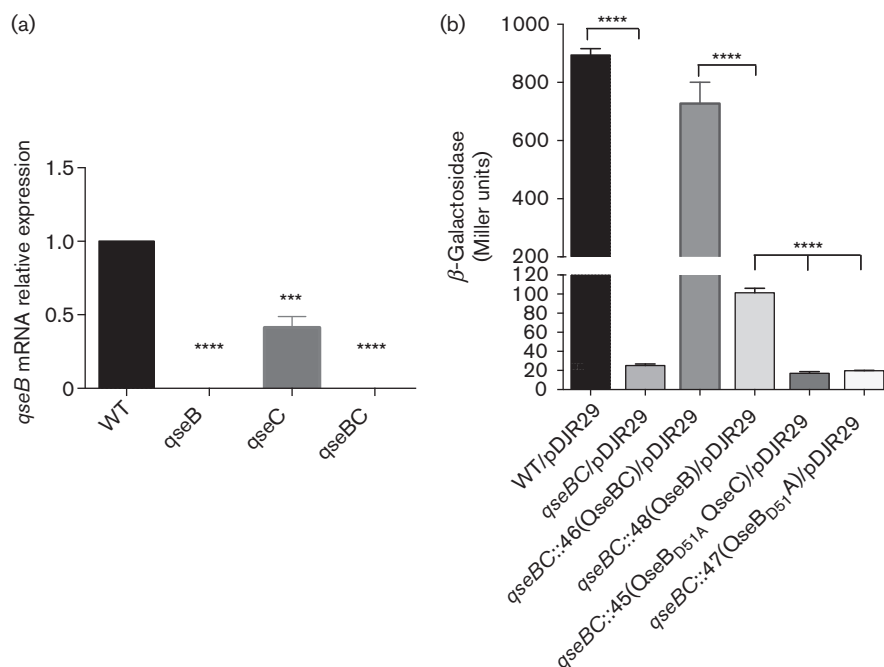 (a)
qseB mRNA relative expression
1.5
1.0
0.5
0
***
****
****
WT
qseB
qseC
qseBC
(b)
β-Galactosidase
(Miller units)
1000
800
600
400
200
120
100
80
60
40
20
0
****
****
****
WT/pDJR29
qseBC/pDJR29
qseBC::46(QseBC)/pDJR29
qseBC::48(QseB)/pDJR29
qseBC::45(QseB_D51A QseC)/pDJR29
qseBC::47(QseB_D51A)/pDJR29